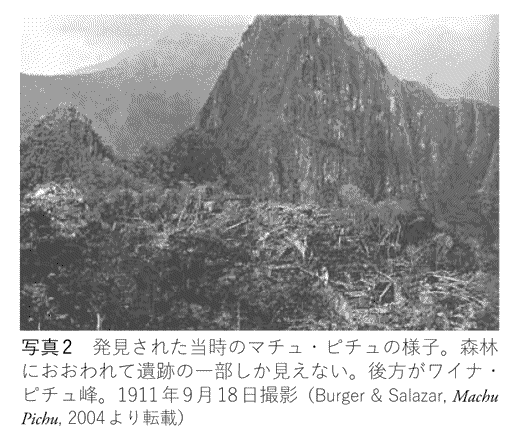 写真2　発見された当時のマチュ・ピチュの様子。森林
におおわれて遺跡の一部しか見えない。後方がワイナ・
ピチュ峰。1911年9月18日撮影（Burger & Salazar, Machu
Pichu, 2004より転載）